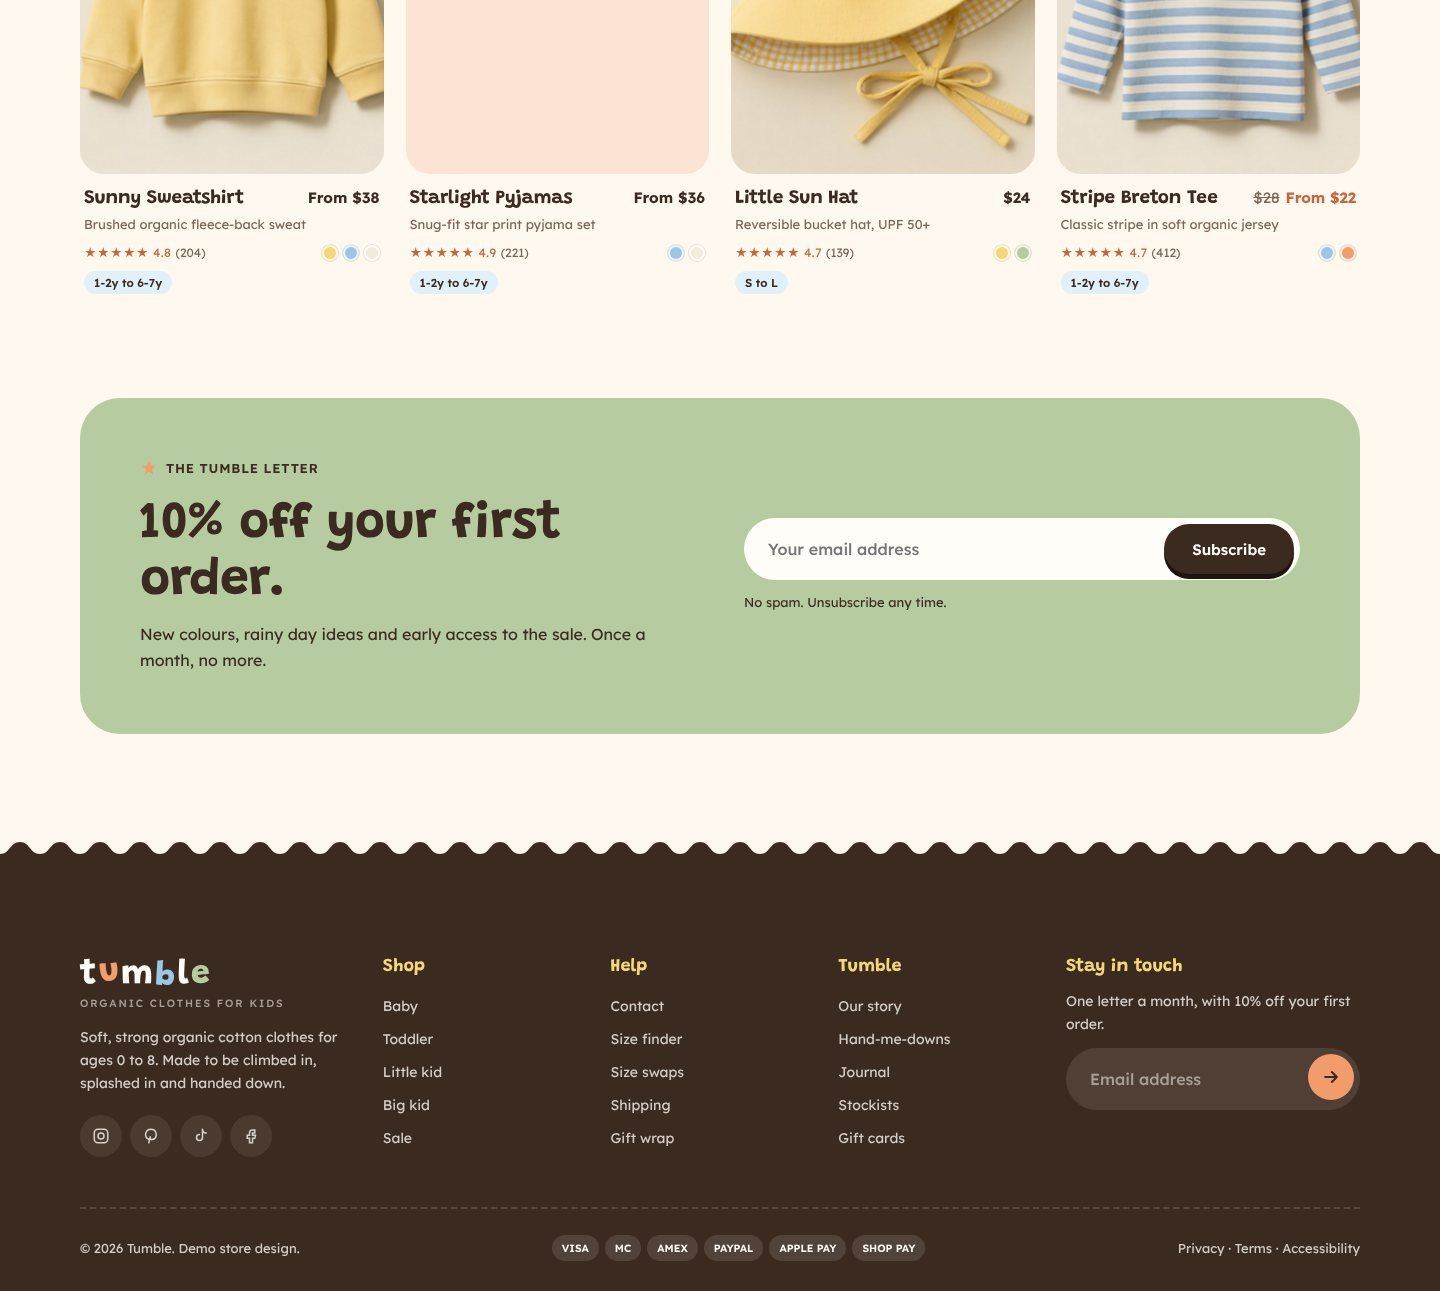 Sunny Sweatshirt From $38
Brushed organic fleece-back sweat
★★★★★ 4.8 (204)
1-2y to 6-7y
Starlight Pyjamas From $36
Snug-fit star print pyjama set
★★★★★ 4.9 (221)
1-2y to 6-7y
Little Sun Hat $24
Reversible bucket hat, UPF 50+
★★★★★ 4.7 (139)
S to L
Stripe Breton Tee $28 From $22
Classic stripe in soft organic jersey
★★★★★ 4.7 (412)
1-2y to 6-7y
THE TUMBLE LETTER
10% off your first
order.
New colours, rainy day ideas and early access to the sale. Once a
month, no more.
Your email address
Subscribe
No spam. Unsubscribe any time.
tumble
ORGANIC CLOTHES FOR KIDS
Soft, strong organic cotton clothes for
ages 0 to 8. Made to be climbed in,
splashed in and handed down.
Shop
Baby
Toddler
Little kid
Big kid
Sale
Help
Contact
Size finder
Size swaps
Shipping
Gift wrap
Tumble
Our story
Hand-me-downs
Journal
Stockists
Gift cards
Stay in touch
One letter a month, with 10% off your first
order.
Email address
© 2026 Tumble. Demo store design.
VISA MC AMEX PAYPAL APPLE PAY SHOP PAY
Privacy · Terms · Accessibility